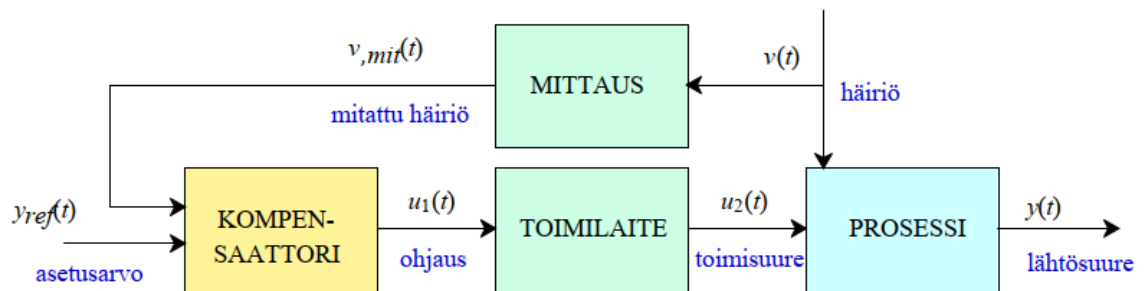 v,mit(t)
MITTAUS
v(t)
häiriö
mitattu häiriö
yref(t)
asetusarvo
KOMPEN-
SAATTORI
u1(t)
ohjaus
TOIMILAITE
u2(t)
toimisuure
PROSESSI
y(t)
lähtösuure